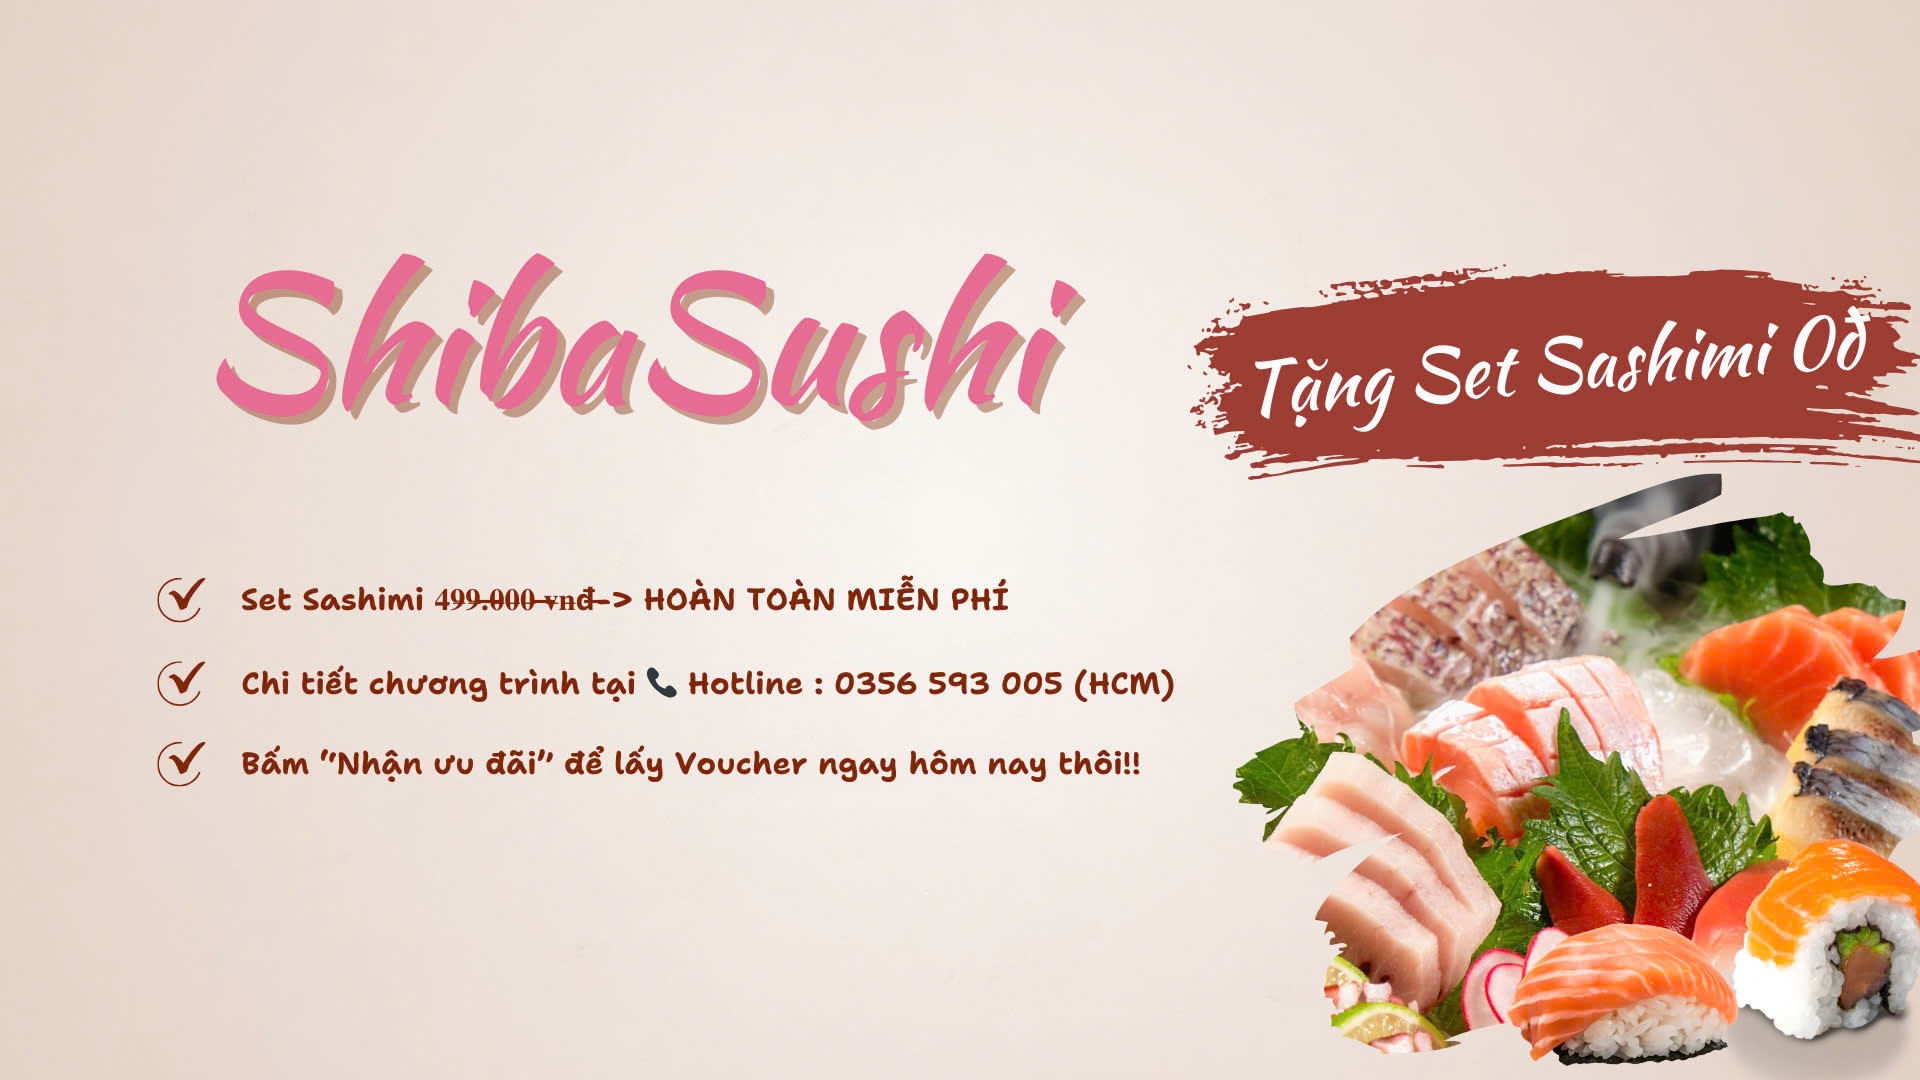 ShibaSushi
Tặng Set Sashimi 0đ
Set Sashimi 499.000 vnđ -> HOÀN TOÀN MIỄN PHÍ
Chi tiết chương trình tại 📞 Hotline : 0356 593 005 (HCM)
Bấm "Nhận ưu đãi" để lấy Voucher ngay hôm nay thôi!!